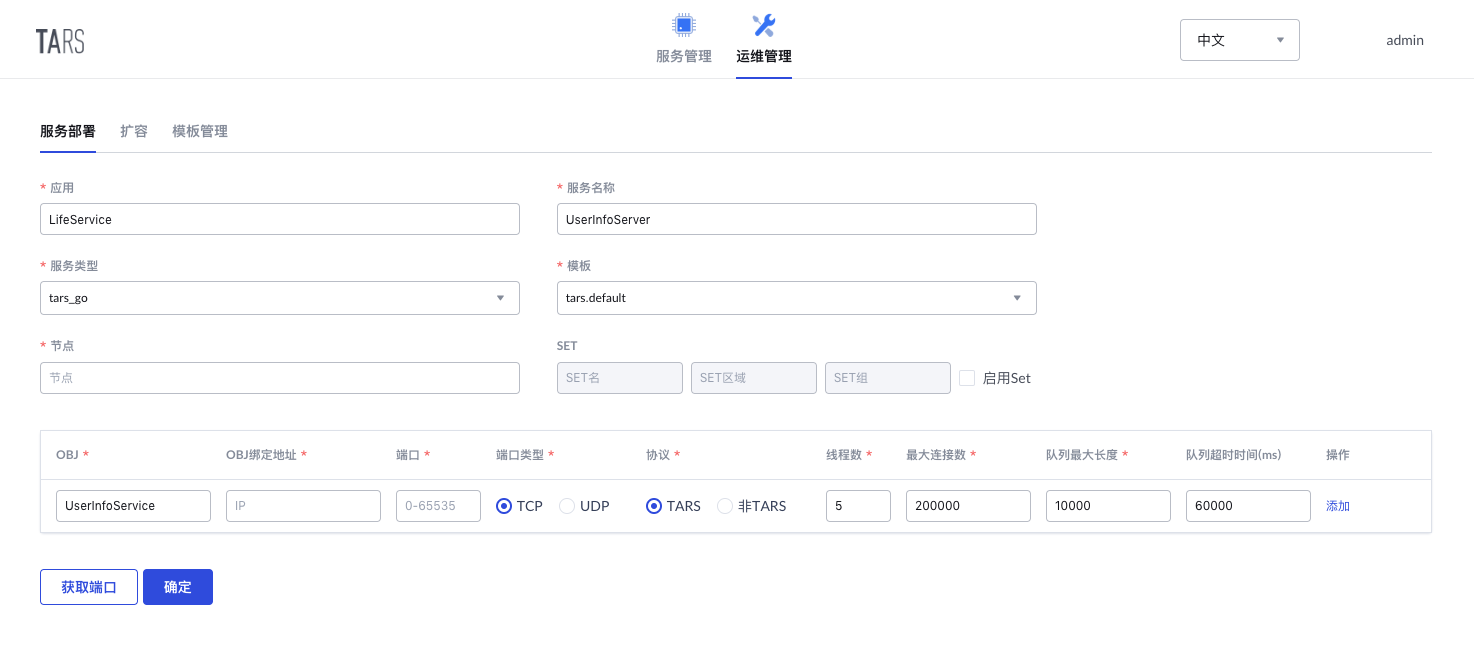 TARS
服务管理
运维管理
中文
admin
服务部署 扩容 模板管理
* 应用 * 服务名称
LifeService UserInfoServer
* 服务类型 * 模板
tars_go tars.default
* 节点 SET
节点 SET名 SET区域 SET组 启用Set
OBJ * OBJ绑定地址 * 端口 * 端口类型 * 协议 * 线程数 * 最大连接数 * 队列最大长度 * 队列超时时间(ms) 操作
UserInfoService IP 0-65535 TCP UDP TARS 非TARS 5 200000 10000 60000 添加
获取端口 确定